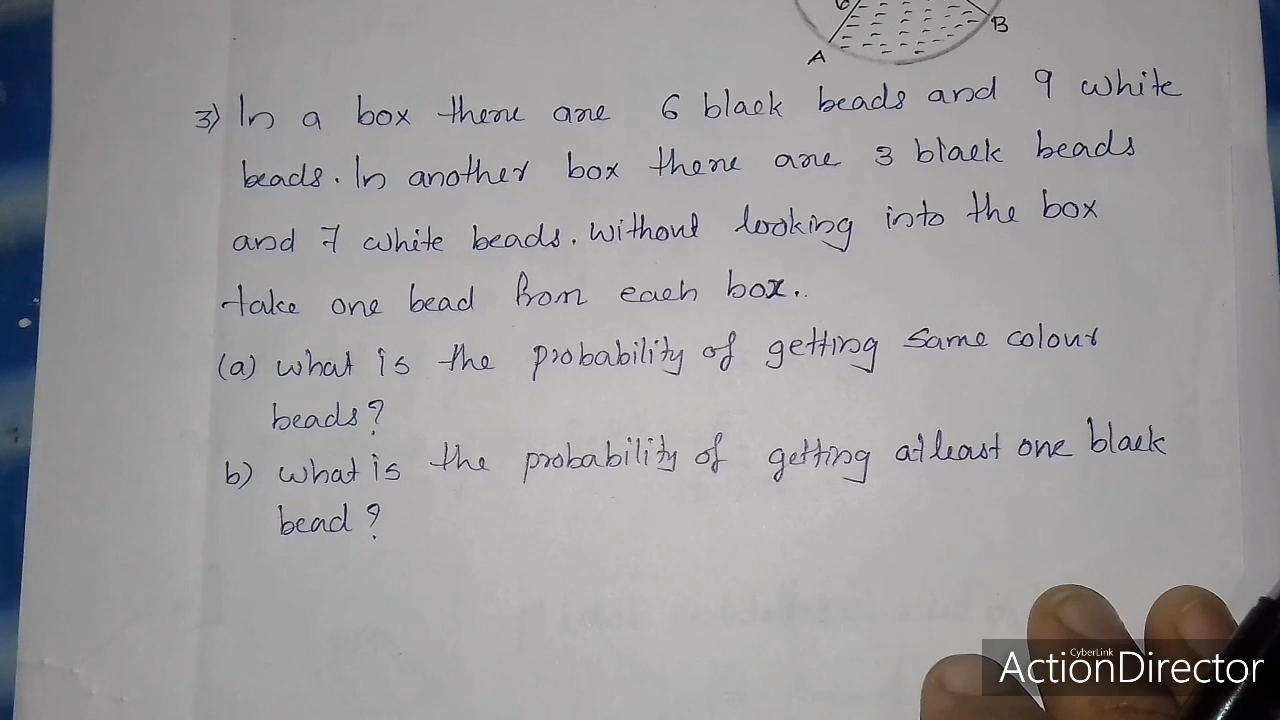 6
A
B
3) In a box there are 6 black beads and 9 white
beads. In another box there are 3 black beads
and 7 white beads. without looking into the box
take one bead from each box.
(a) what is the probability of getting same colour
beads?
b) what is the probability of getting atleast one black
bead?
CyberLink
ActionDirector